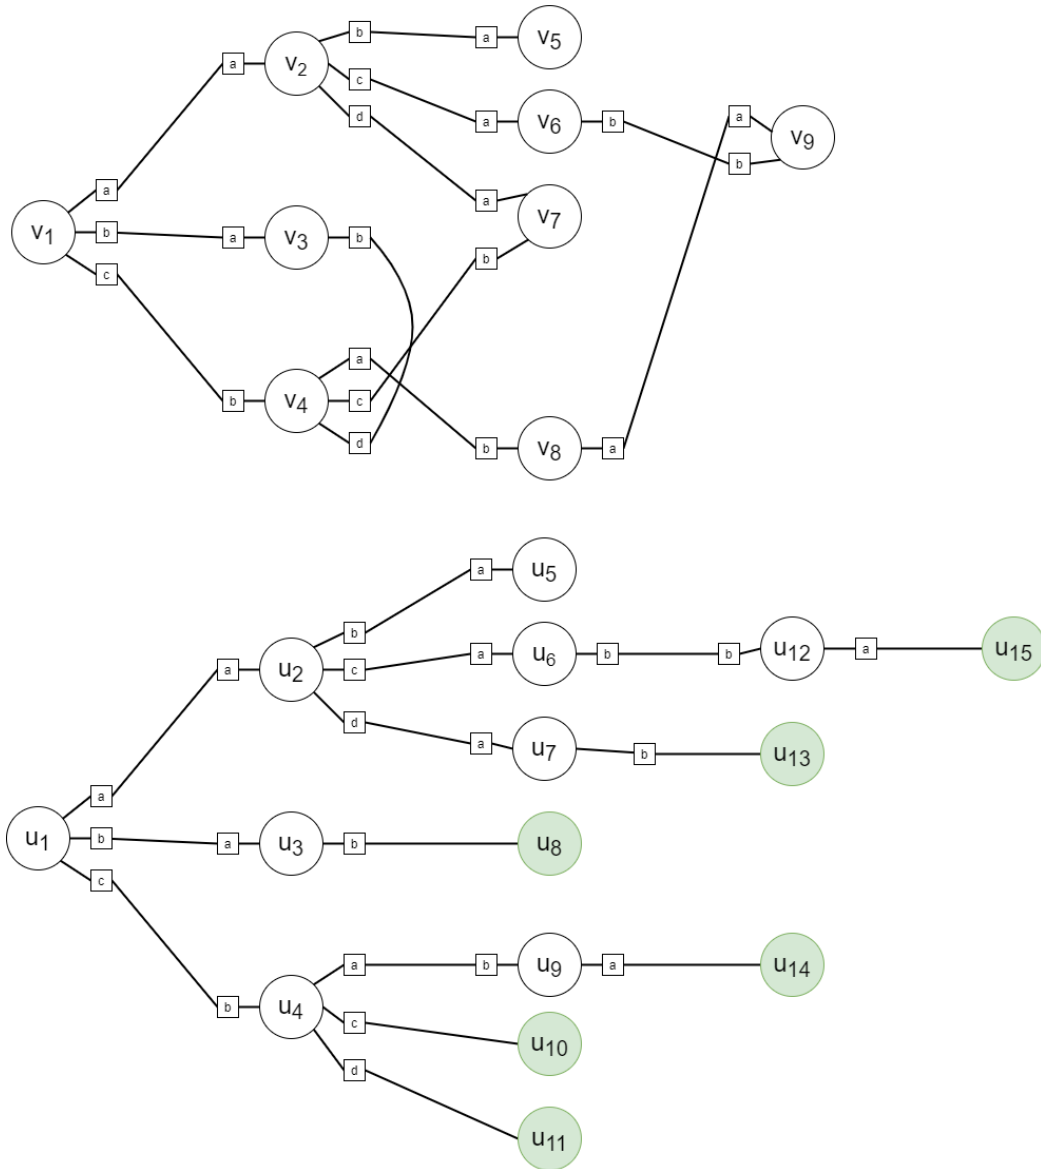 b a v5
a v2 c
d a v6 b a v9
b
a a v7
v1 b a v3 b
c b
a
b v4 c
d b v8 a
a u5
b
a u2 c a u6 b b u12 a u15
d a u7 b u13
a
u1 b a u3 b u8
c
a b u9 a u14
b u4 c u10
d
u11